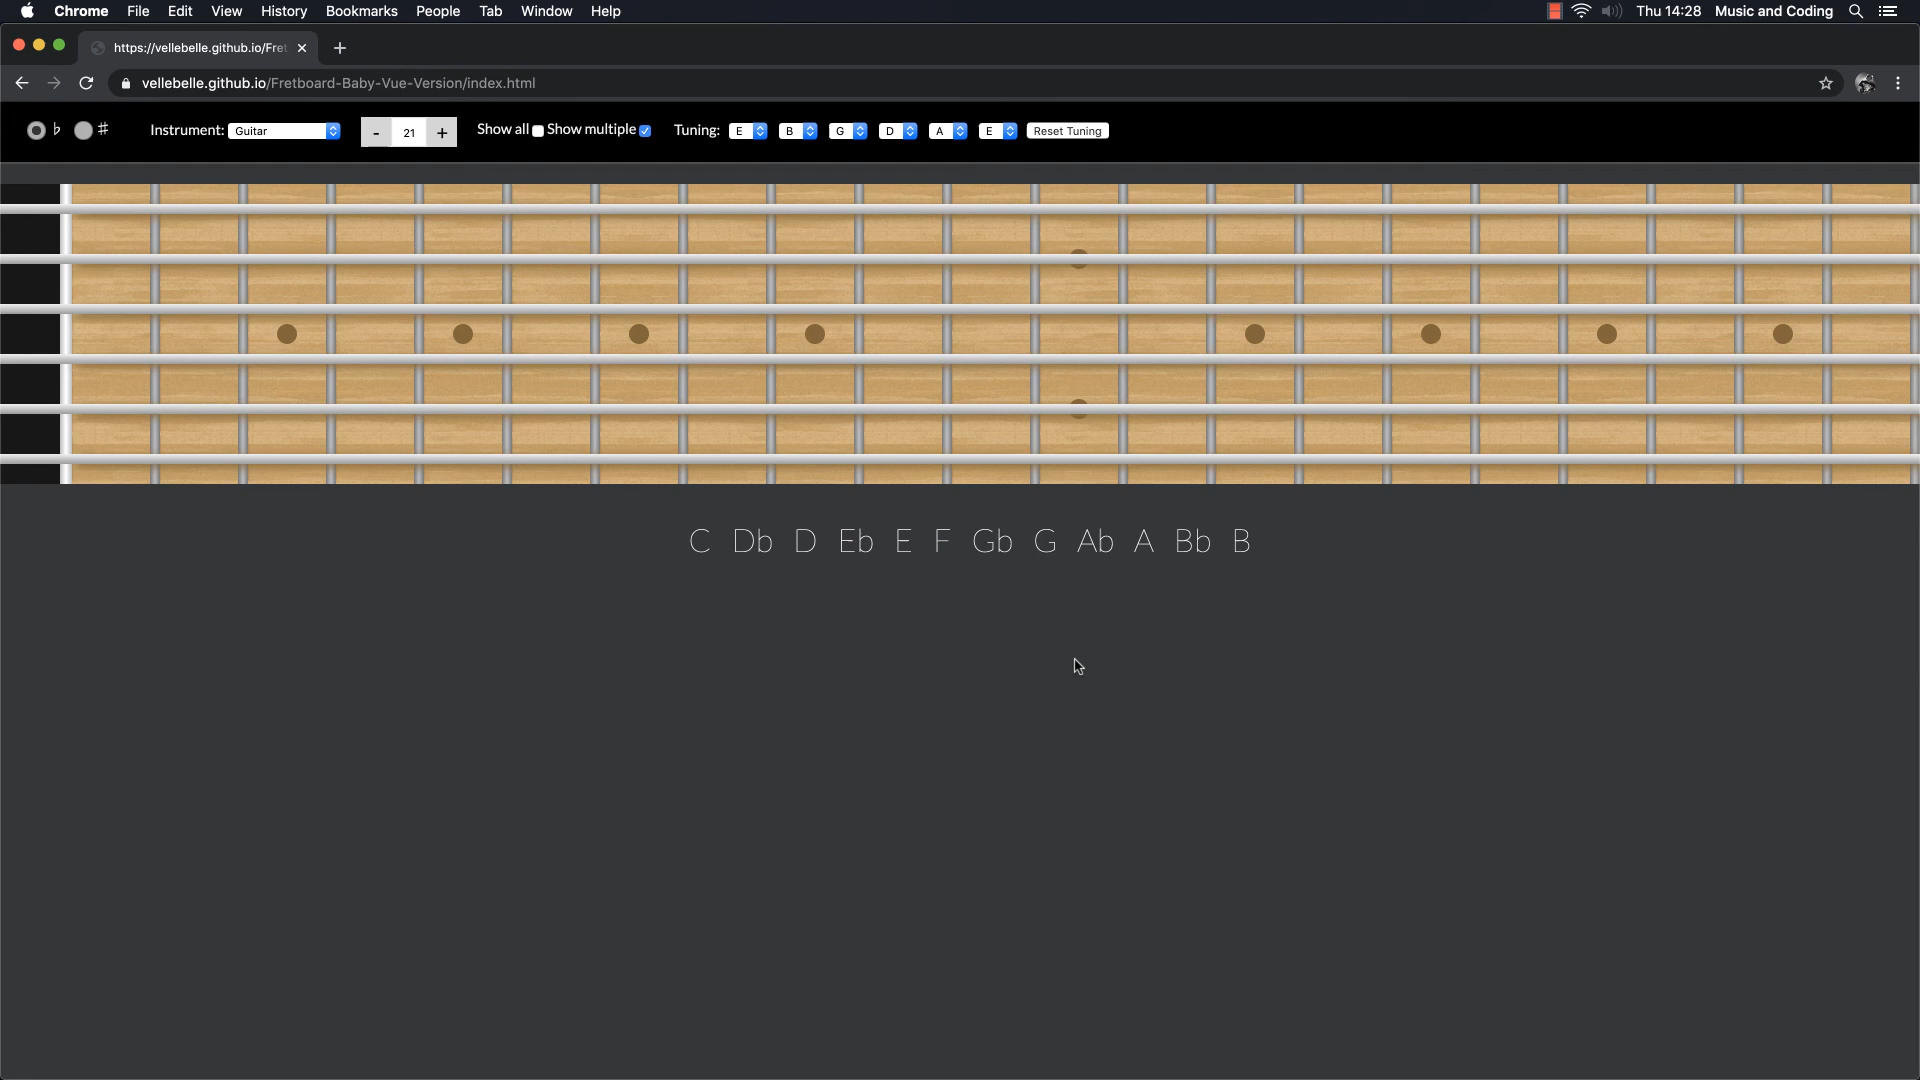 Chrome File Edit View History Bookmarks People Tab Window Help Thu 14:28 Music and Coding
https://vellebelle.github.io/Fret
vellebelle.github.io/Fretboard-Baby-Vue-Version/index.html
♭ ♯ Instrument: Guitar - 21 + Show all Show multiple Tuning: E B G D A E Reset Tuning
C Db D Eb E F Gb G Ab A Bb B